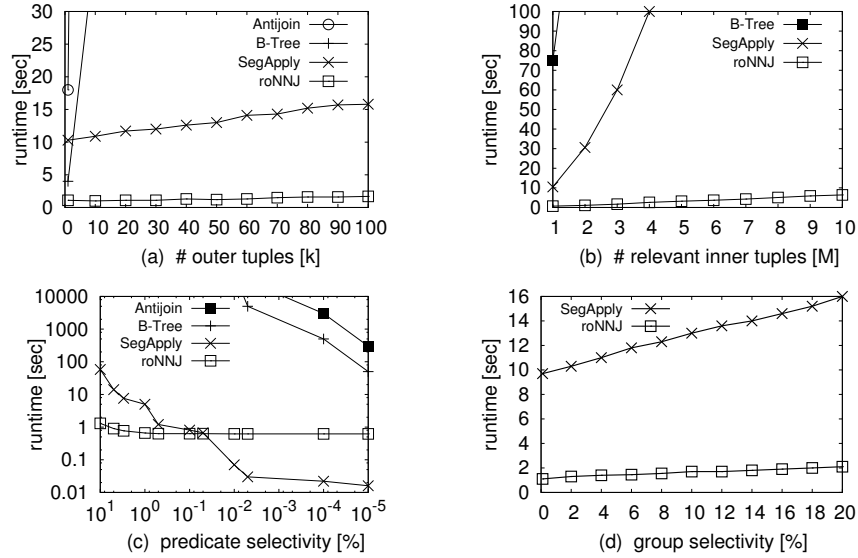 runtime [sec]
30
25
20
15
10
5
0
Antijoin
B-Tree
SegApply
roNNJ
0 10 20 30 40 50 60 70 80 90 100
(a) # outer tuples [k]
runtime [sec]
100
90
80
70
60
50
40
30
20
10
0
B-Tree
SegApply
roNNJ
1 2 3 4 5 6 7 8 9 10
(b) # relevant inner tuples [M]
runtime [sec]
10000
1000
100
10
1
0.1
0.01
Antijoin
B-Tree
SegApply
roNNJ
10¹ 10⁰ 10⁻¹ 10⁻² 10⁻³ 10⁻⁴ 10⁻⁵
(c) predicate selectivity [%]
runtime [sec]
16
14
12
10
8
6
4
2
0
SegApply
roNNJ
0 2 4 6 8 10 12 14 16 18 20
(d) group selectivity [%]